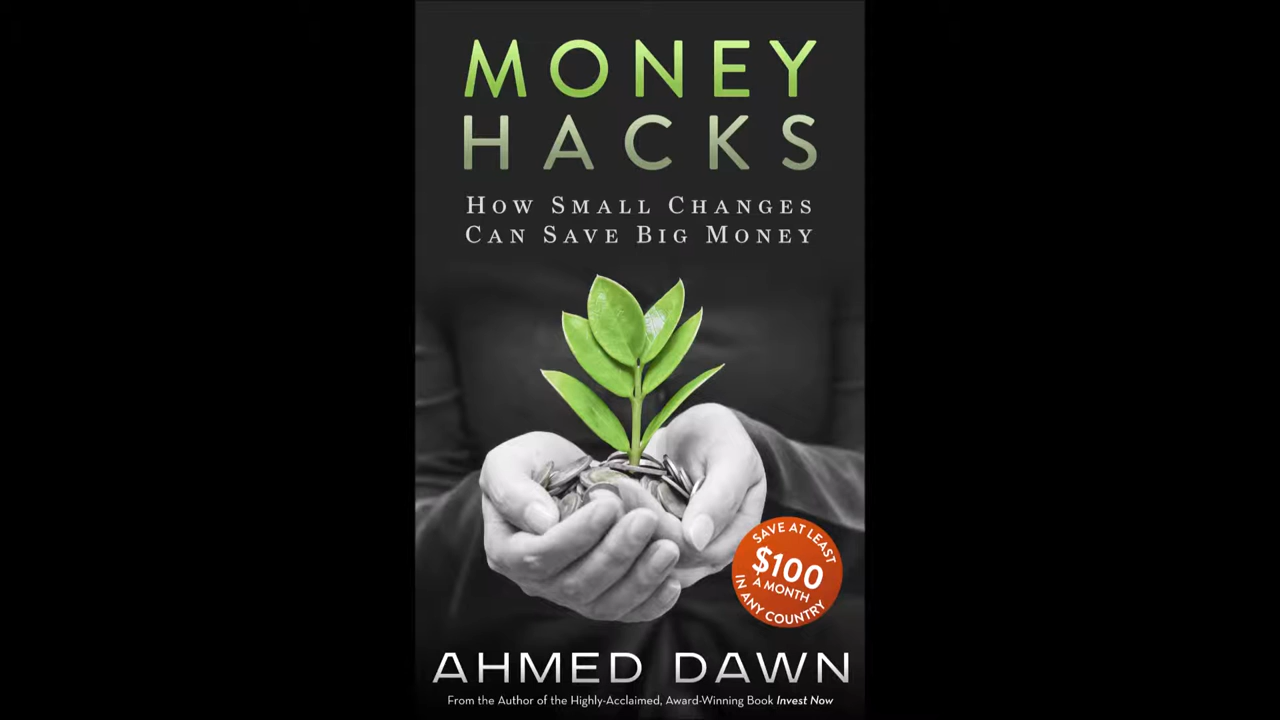 MONEY
HACKS
HOW SMALL CHANGES
CAN SAVE BIG MONEY
SAVE AT LEAST
$100
A MONTH
IN ANY COUNTRY
AHMED DAWN
From the Author of the Highly-Acclaimed, Award-Winning Book Invest Now